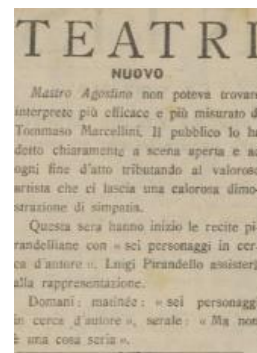 TEATRI
NUOVO
Mastro Agostino non poteva trovare
interprete più efficace e più misurato di
Tommaso Marcellini. Il pubblico lo ha
detto chiaramente a scena aperta e ad
ogni fine d'atto tributando al valoroso
artista che ci lascia una calorosa dimo-
strazione di simpatia.
Questa sera hanno inizio le recite pi-
randelliane con « sei personaggi in cer-
ca d'autore ». Luigi Pirandello assisterà
alla rappresentazione.
Domani: matinée: « sei personaggi
in cerca d'autore », serale: « Ma non
è una cosa seria ».